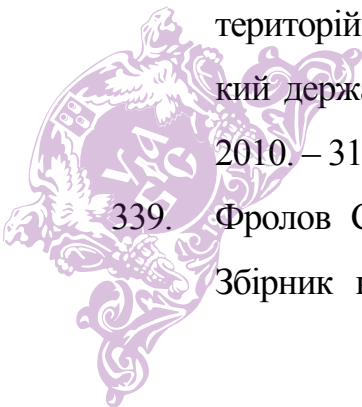 територій
кий держа
2010. – 31
339. Фролов С
Збірник